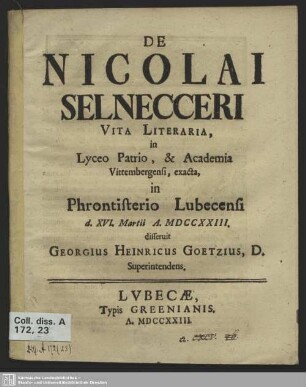 DE
NICOLAI
SELNECCERI
VITA LITERARIA,
in
Lyceo Patrio, & Academia
Vittembergensi, exacta,
in
Phrontisterio Lubecensi
d. XVI. Martii A. MDCCXXIII.
disseruit
GEORGIUS HEINRICUS GOETZIUS, D.
Superintendens.
LVBECÆ,
Typis GREENIANIS.
A. MDCCXXIII.
Coll. diss. A
172, 23